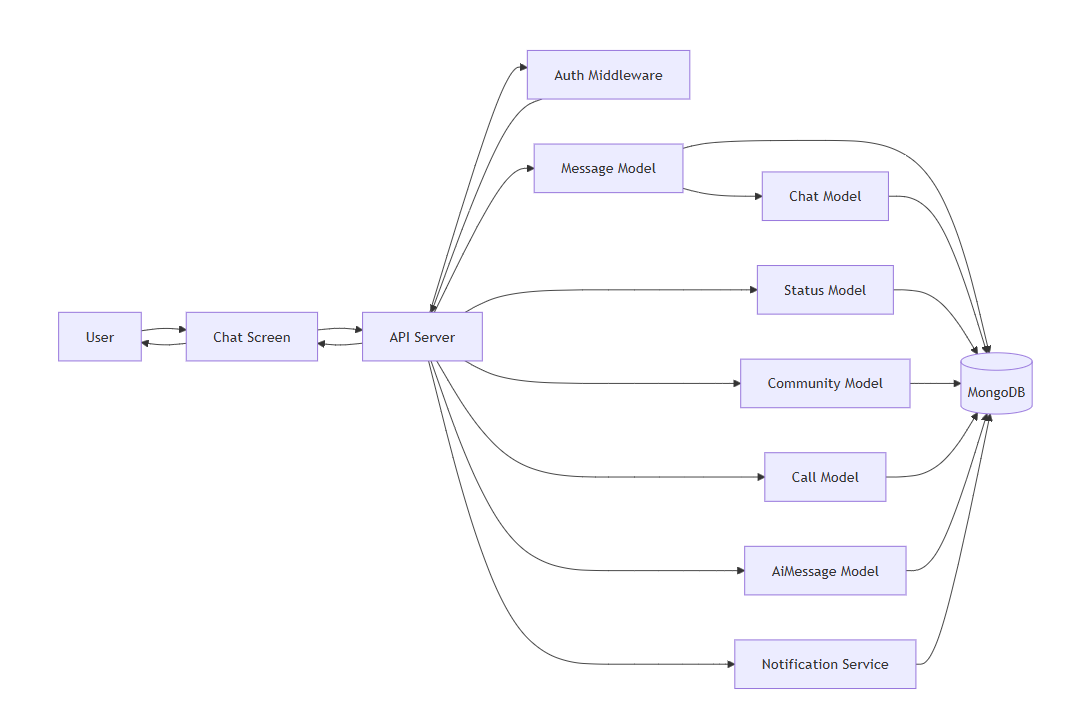 Auth Middleware
Message Model
Chat Model
Status Model
User
Chat Screen
API Server
Community Model
MongoDB
Call Model
AiMessage Model
Notification Service